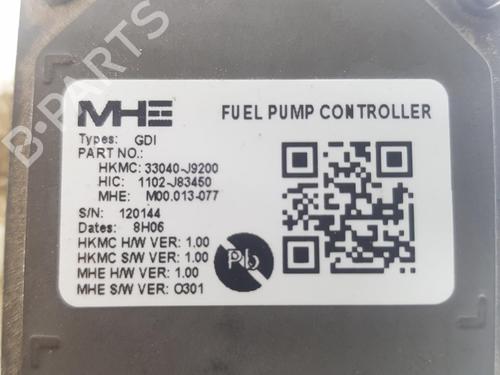 MHE FUEL PUMP CONTROLLER
Types: GDI
PART NO.:
HKMC: 33040-J9200
HIC: 1102-J83450
MHE: M00.013-077
S/N: 120144
Dates: 8H06
HKMC H/W VER: 1.00
HKMC S/W VER: 1.00
MHE H/W VER: 1.00
MHE S/W VER: O301
Pb
B-PARTS